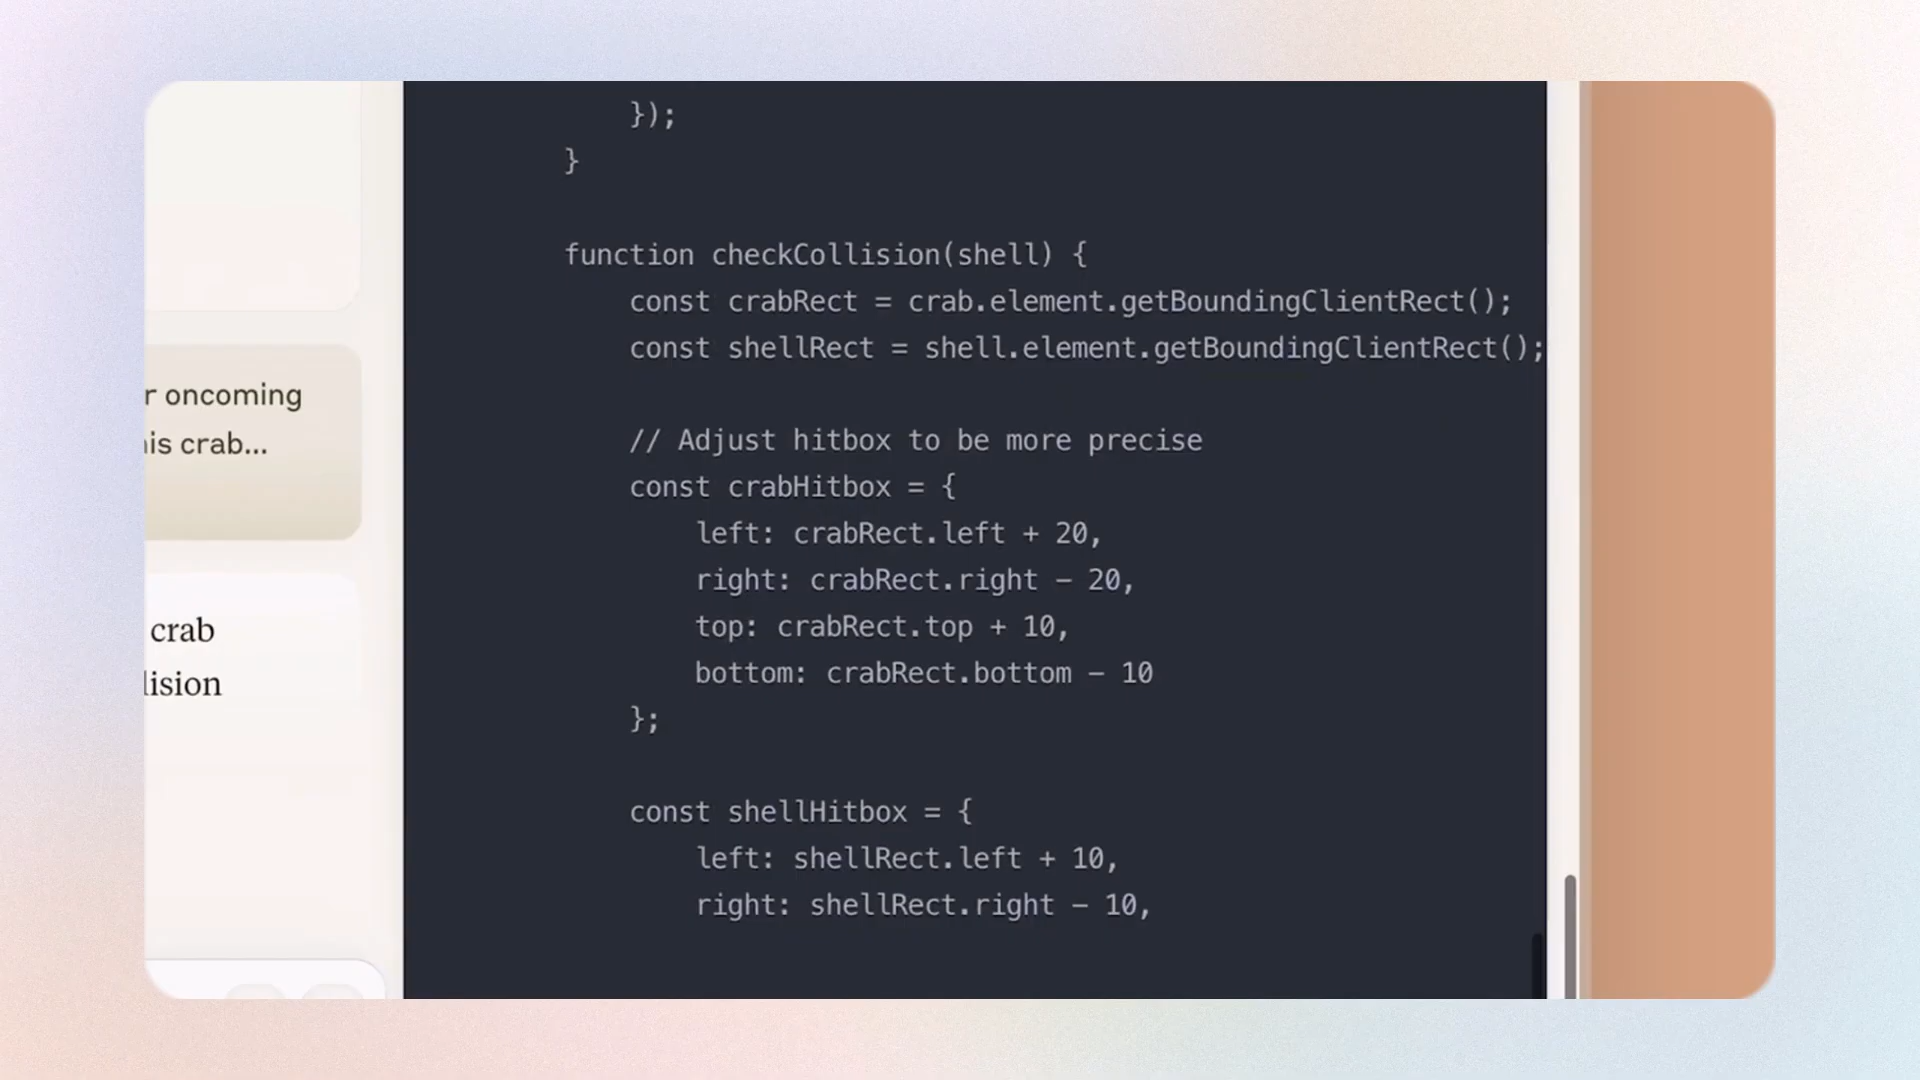 r oncoming
is crab...
crab
lision
});
}
function checkCollision(shell) {
const crabRect = crab.element.getBoundingClientRect();
const shellRect = shell.element.getBoundingClientRect();
// Adjust hitbox to be more precise
const crabHitbox = {
left: crabRect.left + 20,
right: crabRect.right - 20,
top: crabRect.top + 10,
bottom: crabRect.bottom - 10
};
const shellHitbox = {
left: shellRect.left + 10,
right: shellRect.right - 10,